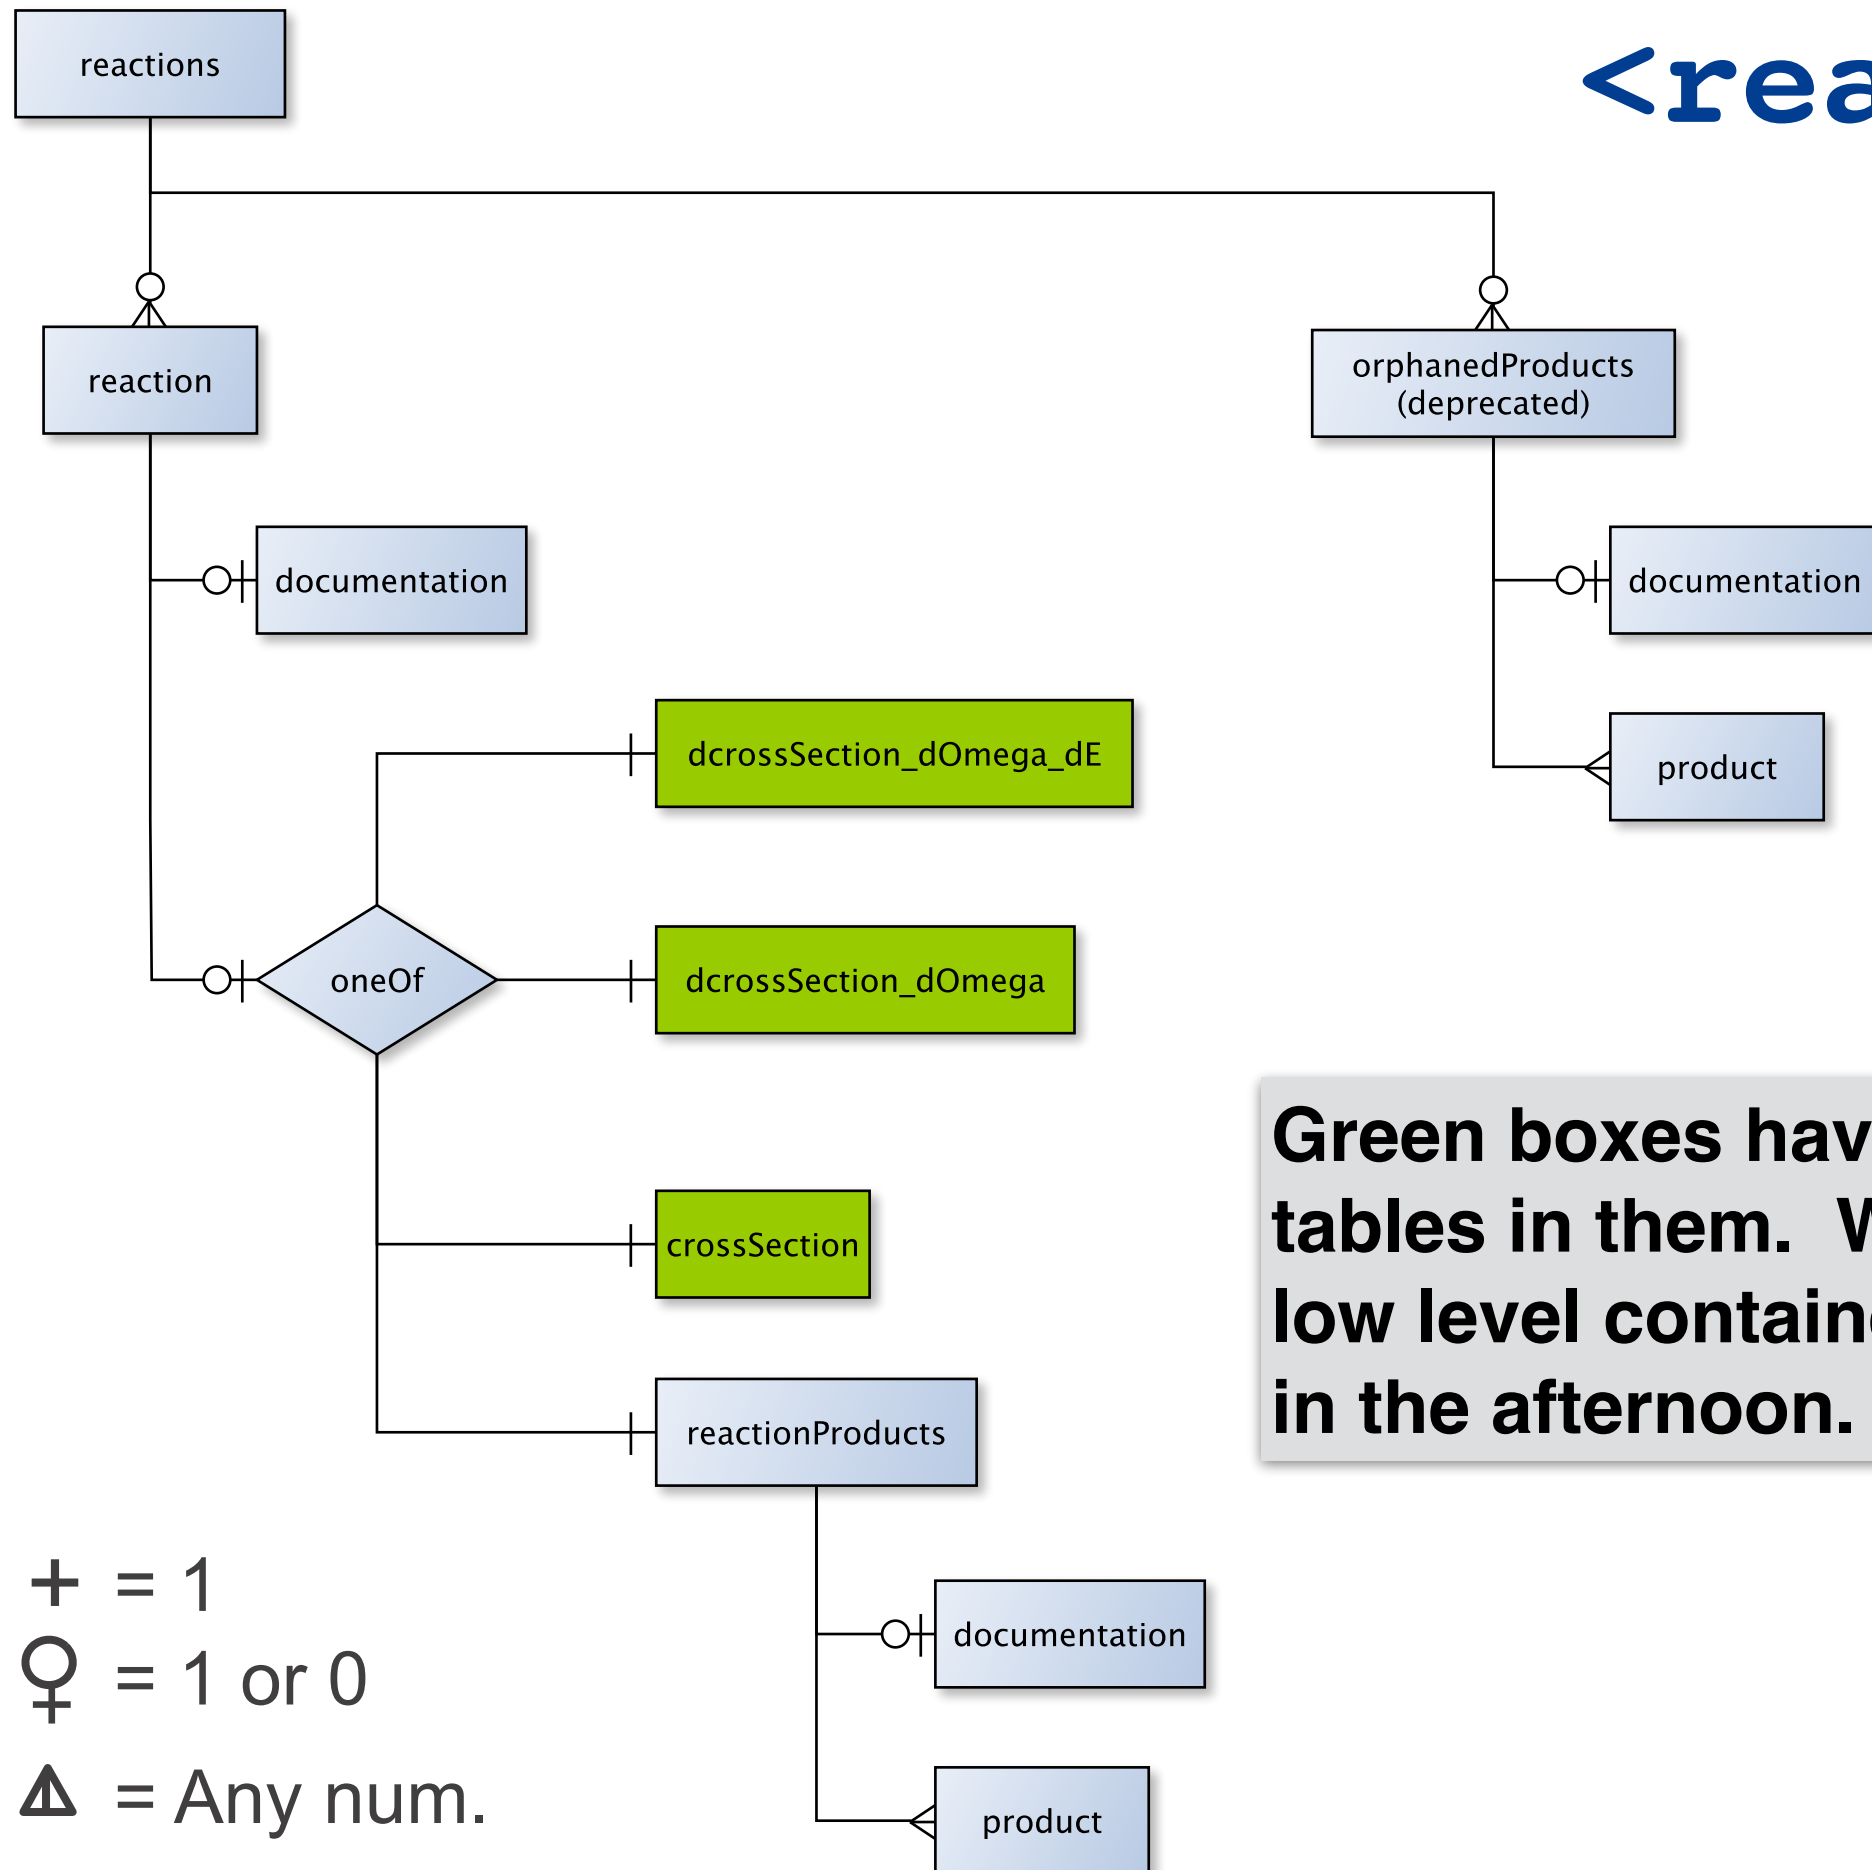 reactions
<rea
reaction
orphanedProducts
(deprecated)
documentation
documentation
dcrossSection_dOmega_dE
product
oneOf
dcrossSection_dOmega
Green boxes hav
tables in them. W
low level contain
in the afternoon.
crossSection
reactionProducts
+ = 1
= 1 or 0
= Any num.
documentation
product